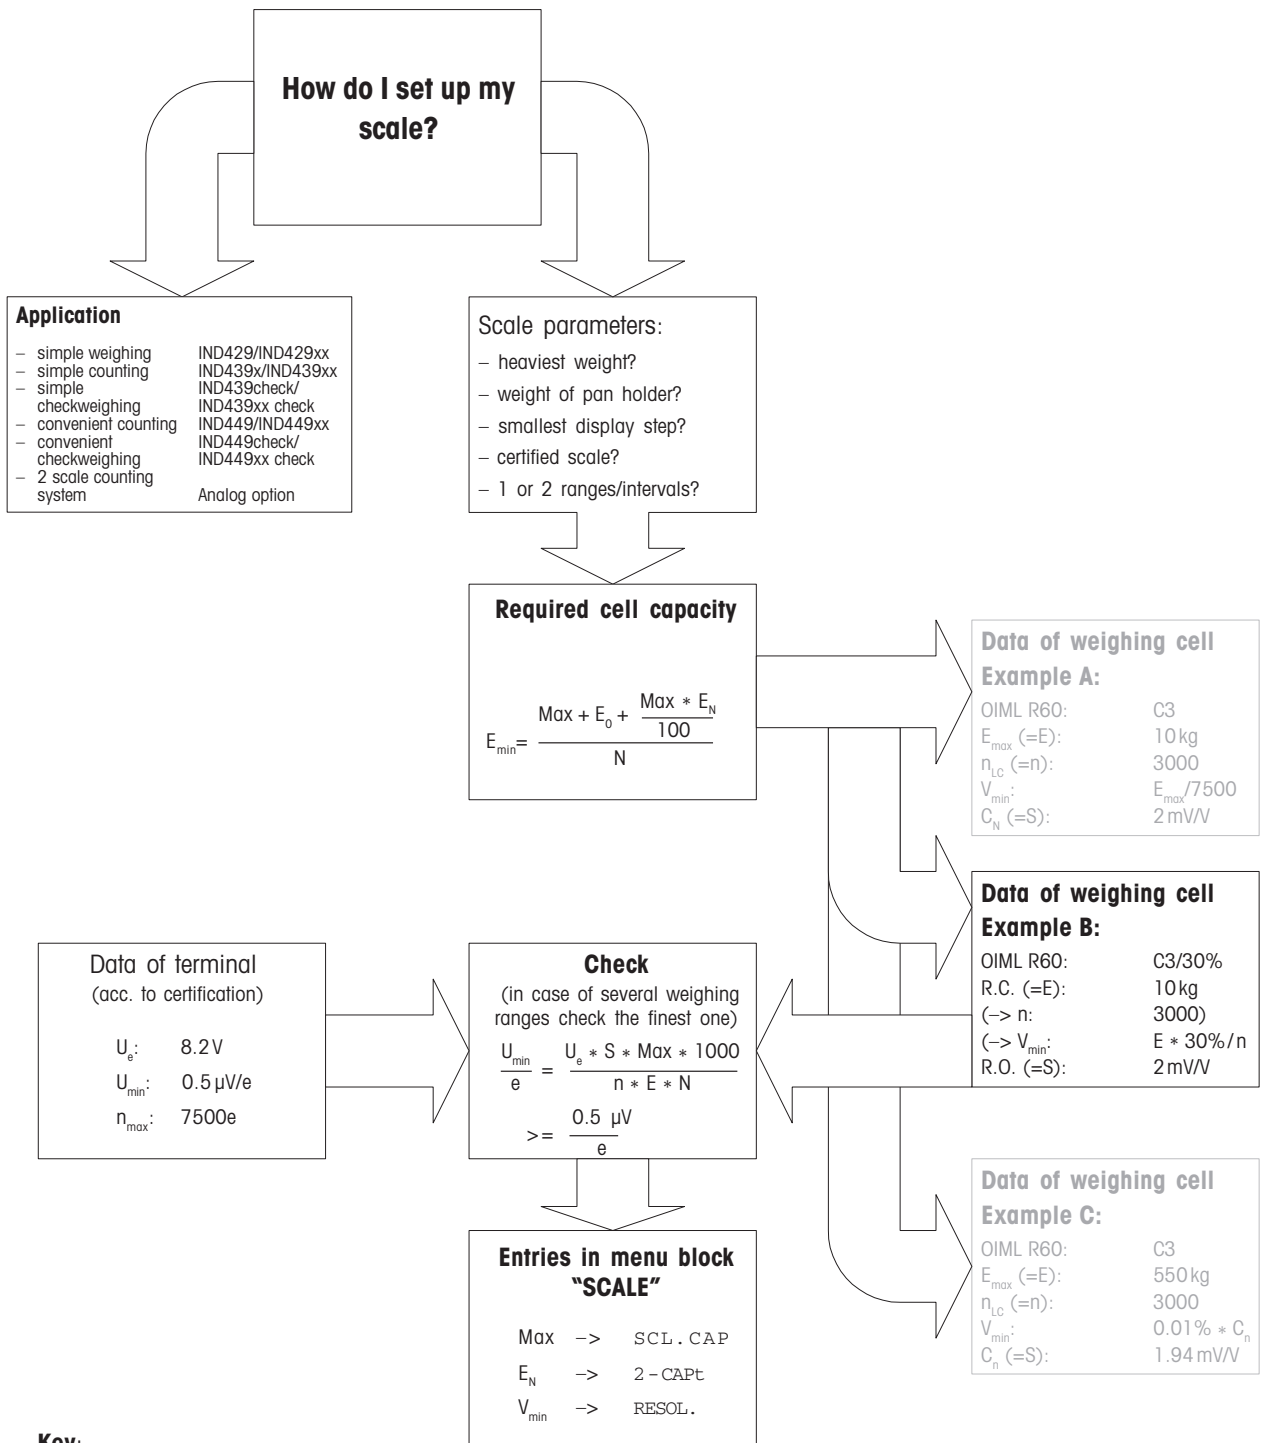 How do I set up my
scale?
Application
– simple weighing IND429/IND429xx
– simple counting IND439x/IND439xx
– simple IND439check/
checkweighing IND439xx check
– convenient counting IND449/IND449xx
– convenient IND449check/
checkweighing IND449xx check
– 2 scale counting
system Analog option
Scale parameters:
– heaviest weight?
– weight of pan holder?
– smallest display step?
– certified scale?
– 1 or 2 ranges/intervals?
Required cell capacity
Max * E_N
Max + E_0 + 100
E_min=
N
Data of weighing cell
Example A:
OIML R60: C3
E_max (=E): 10 kg
n_LC (=n): 3000
V_min: E_max/7500
C_N (=S): 2 mV/V
Data of weighing cell
Example B:
OIML R60: C3/30%
R.C. (=E): 10 kg
(–> n: 3000)
(–> V_min: E * 30%/n
R.O. (=S): 2 mV/V
Data of terminal
(acc. to certification)
U_e: 8.2 V
U_min: 0.5 µV/e
n_max: 7500e
Check
(in case of several weighing
ranges check the finest one)
U_min U_e * S * Max * 1000
e = n * E * N
0.5 µV
>= e
Data of weighing cell
Example C:
OIML R60: C3
E_max (=E): 550 kg
n_LC (=n): 3000
V_min: 0.01% * C_n
C_n (=S): 1.94 mV/V
Entries in menu block
"SCALE"
Max –> SCL.CAP
E_N –> 2-CAPt
V_min –> RESOL.
Key: